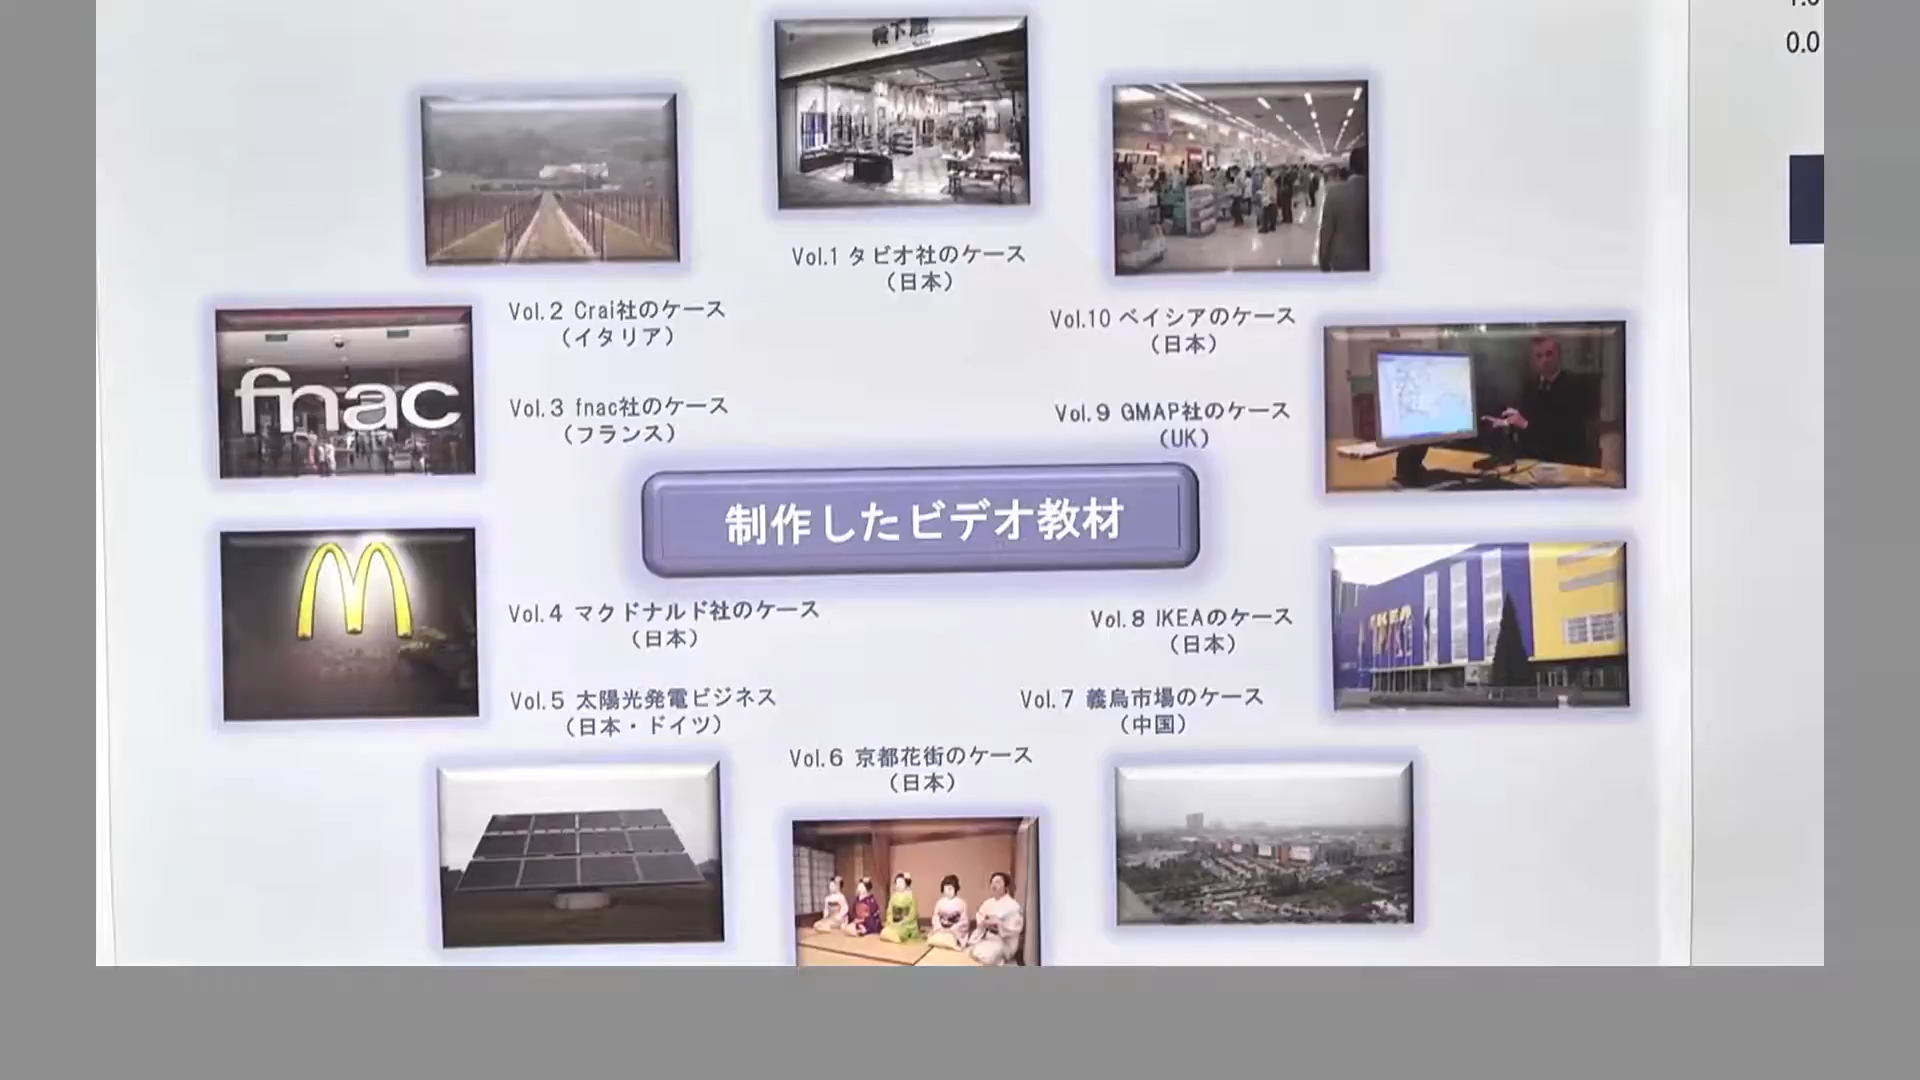 靴下屋
Vol.1 タビオ社のケース
（日本）
Vol.2 Crai社のケース
（イタリア）
Vol.10 ベイシアのケース
（日本）
fnac
Vol.3 fnac社のケース
（フランス）
Vol.9 GMAP社のケース
（UK）
制作したビデオ教材
Vol.4 マクドナルド社のケース
（日本）
Vol.8 IKEAのケース
（日本）
IKEA
Vol.5 太陽光発電ビジネス
（日本・ドイツ）
Vol.7 義烏市場のケース
（中国）
Vol.6 京都花街のケース
（日本）
0.0